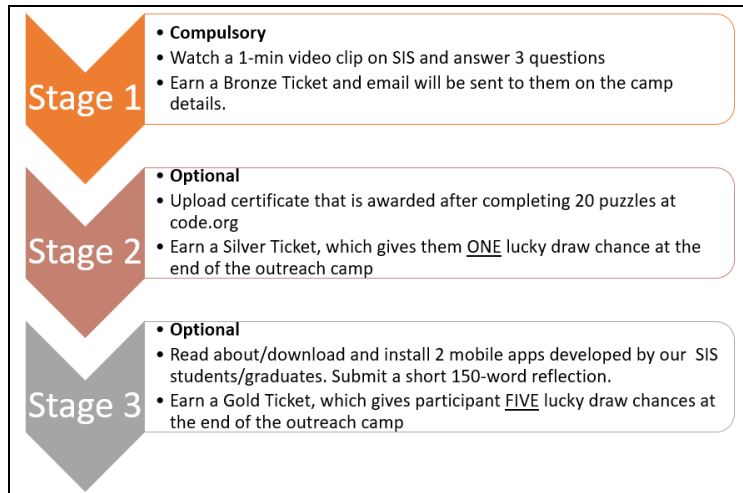 Stage 1
• Compulsory
• Watch a 1-min video clip on SIS and answer 3 questions
• Earn a Bronze Ticket and email will be sent to them on the camp
details.
Stage 2
• Optional
• Upload certificate that is awarded after completing 20 puzzles at
code.org
• Earn a Silver Ticket, which gives them ONE lucky draw chance at the
end of the outreach camp
Stage 3
• Optional
• Read about/download and install 2 mobile apps developed by our SIS
students/graduates. Submit a short 150-word reflection.
• Earn a Gold Ticket, which gives participant FIVE lucky draw chances at
the end of the outreach camp